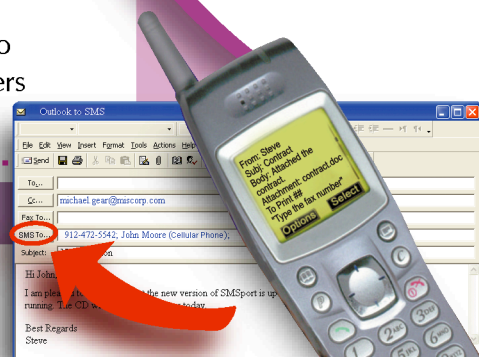 o
ers
Outlook to SMS
File Edit View Insert Format Tools Actions Help
Send
To...
Cc... michael gear@miscorp.com
Fax To...
SMS To... 912-472-5542; John Moore (Cellular Phone);
Subject:
Hi John,
I am ple the new version of SMSport is up
running. The CD w today.
Best Regards
Steve
From: Steve
Subj. Contract
Body: Attached the
contract.
Attachment: contract.doc
To Print ##
"Type the fax number"
Options Select